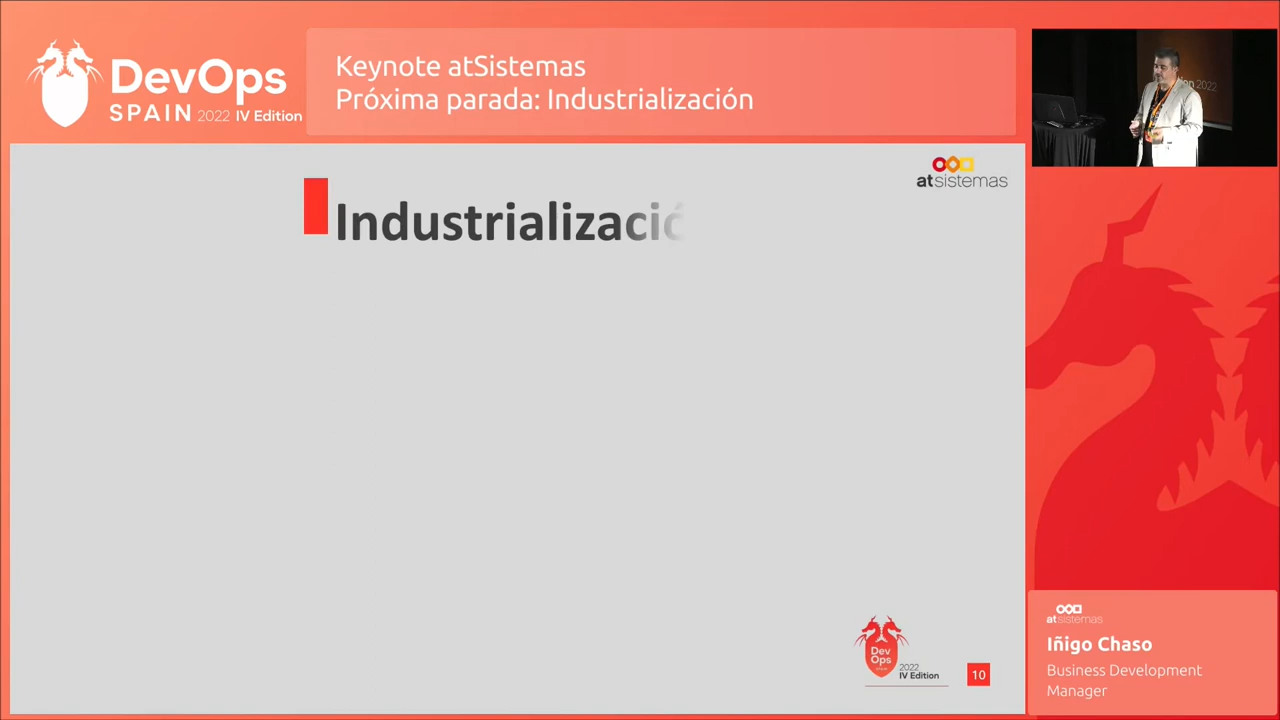 DevOps
SPAIN 2022 IV Edition
Keynote atSistemas
Próxima parada: Industrialización
atsistemas
Industrializació
Dev
Ops
2022
IV Edition
10
atsistemas
Iñigo Chaso
Business Development
Manager